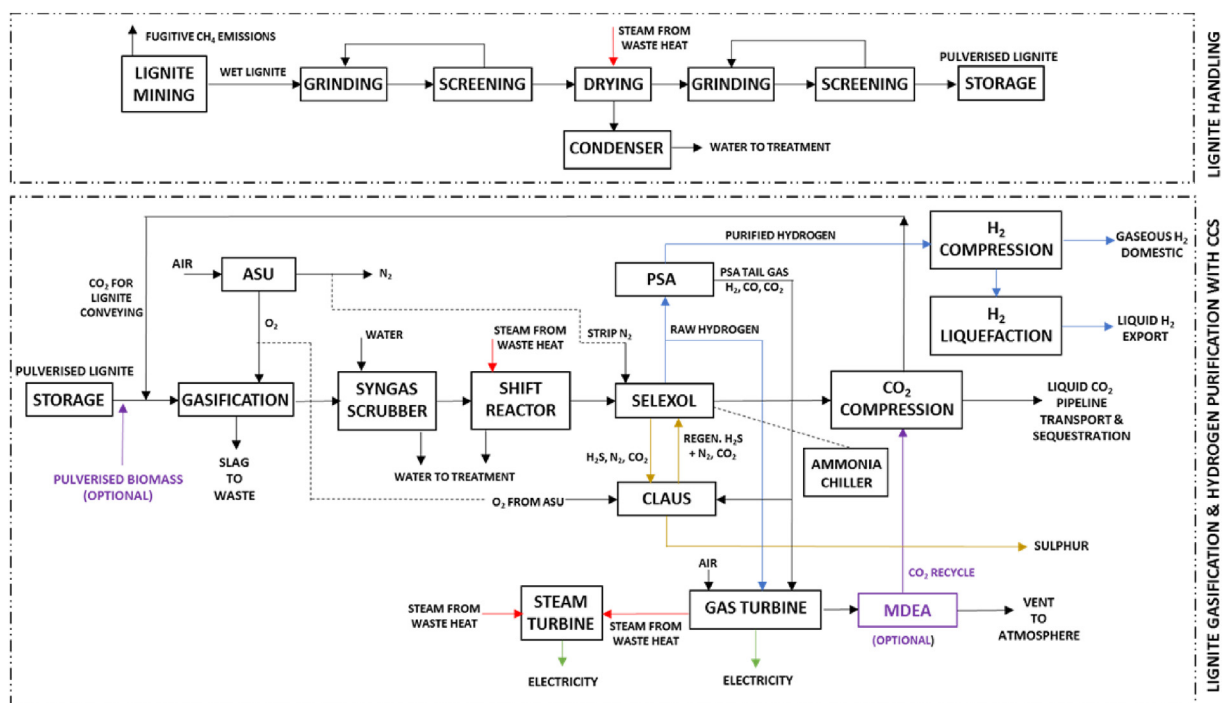 FUGITIVE CH₄ EMISSIONS
LIGNITE
MINING
WET LIGNITE
GRINDING
SCREENING
STEAM FROM
WASTE HEAT
DRYING
GRINDING
SCREENING
PULVERISED LIGNITE
STORAGE
CONDENSER
WATER TO TREATMENT
LIGNITE HANDLING
AIR
ASU
N₂
CO₂ FOR
LIGNITE
CONVEYING
O₂
PURIFIED HYDROGEN
H₂
COMPRESSION
GASEOUS H₂
DOMESTIC
PSA
PSA TAIL GAS
H₂, CO, CO₂
H₂
LIQUEFACTION
LIQUID H₂
EXPORT
WATER
STEAM FROM
WASTE HEAT
STRIP N₂
RAW HYDROGEN
PULVERISED LIGNITE
STORAGE
GASIFICATION
SYNGAS
SCRUBBER
SHIFT
REACTOR
SELEXOL
CO₂
COMPRESSION
LIQUID CO₂
PIPELINE
TRANSPORT &
SEQUESTRATION
PULVERISED BIOMASS
(OPTIONAL)
SLAG
TO
WASTE
WATER TO TREATMENT
H₂S, N₂, CO₂
REGEN. H₂S
+ N₂, CO₂
AMMONIA
CHILLER
O₂ FROM ASU
CLAUS
SULPHUR
AIR
CO₂ RECYCLE
STEAM FROM
WASTE HEAT
STEAM
TURBINE
STEAM FROM
WASTE HEAT
GAS TURBINE
MDEA
(OPTIONAL)
VENT
TO
ATMOSPHERE
ELECTRICITY
ELECTRICITY
LIGNITE GASIFICATION & HYDROGEN PURIFICATION WITH CCS